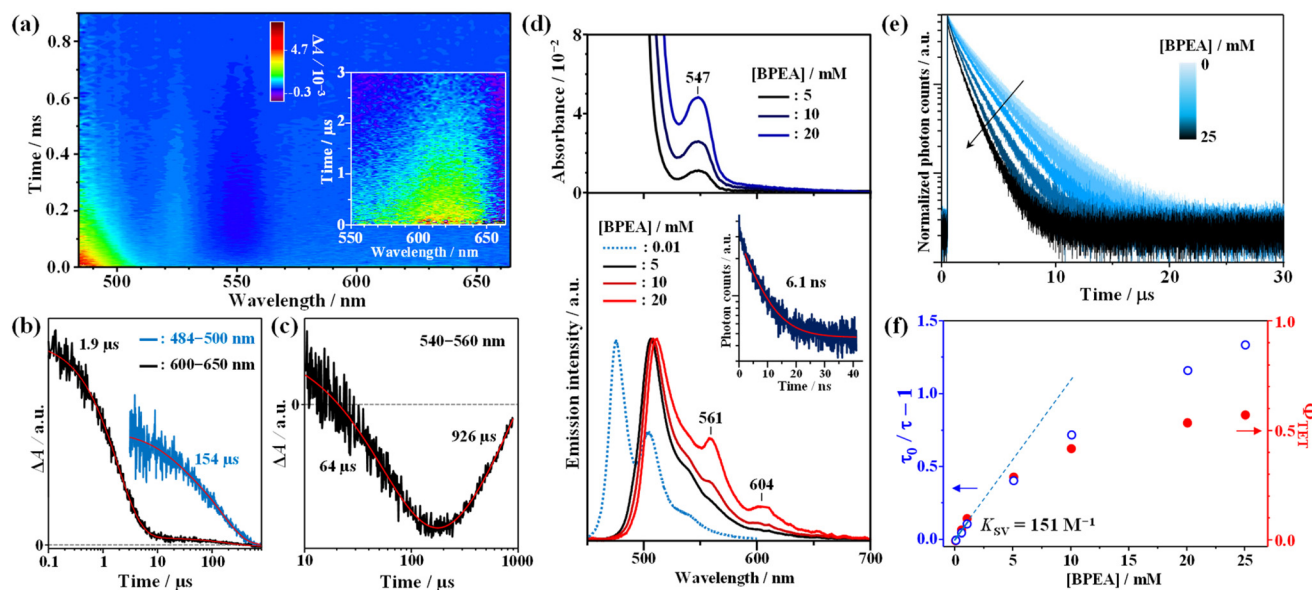 (a)
0.8
0.6
0.4
0.2
0.0
Time / ms
500
550
600
650
Wavelength / nm
4.7
-0.3
ΔA / 10⁻³
3
2
1
0
Time / μs
550
600
650
Wavelength / nm
(b)
1.9 μs
: 484−500 nm
: 600−650 nm
154 μs
ΔA / a.u.
0
0.1
1
10
100
Time / μs
(c)
540−560 nm
0
ΔA / a.u.
64 μs
926 μs
10
100
1000
Time / μs
(d)
Absorbance / 10⁻²
8
4
0
547
[BPEA] / mM
: 5
: 10
: 20
[BPEA] / mM
: 0.01
: 5
: 10
: 20
Photon counts / a.u.
6.1 ns
0
10
20
30
40
Time / ns
561
604
Emission intensity / a.u.
500
600
700
Wavelength / nm
(e)
[BPEA] / mM
0
25
Normalized photon counts / a.u.
0
10
20
30
Time / μs
(f)
1.5
1.0
0.5
0.0
τ₀ / τ − 1
1.0
0.5
0.0
Φ_TET
K_SV = 151 M⁻¹
0
5
10
15
20
25
[BPEA] / mM